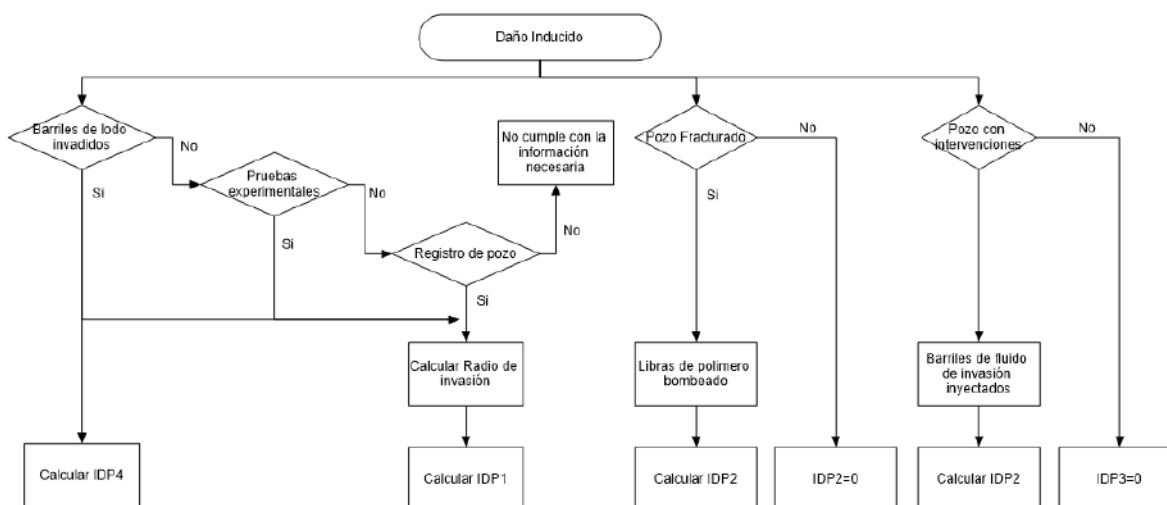 Daño Inducido
Barriles de lodo
invadidos
No
Si
Pruebas
experimentales
No
Si
No cumple con la
información
necesaria
Registro de pozo
No
Si
Pozo Fracturado
No
Si
Pozo con
intervenciones
No
Si
Calcular Radio de
invasión
Libras de polimero
bombeado
Barriles de fluido
de invasión
inyectados
Calcular IDP4
Calcular IDP1
Calcular IDP2
IDP2=0
Calcular IDP2
IDP3=0